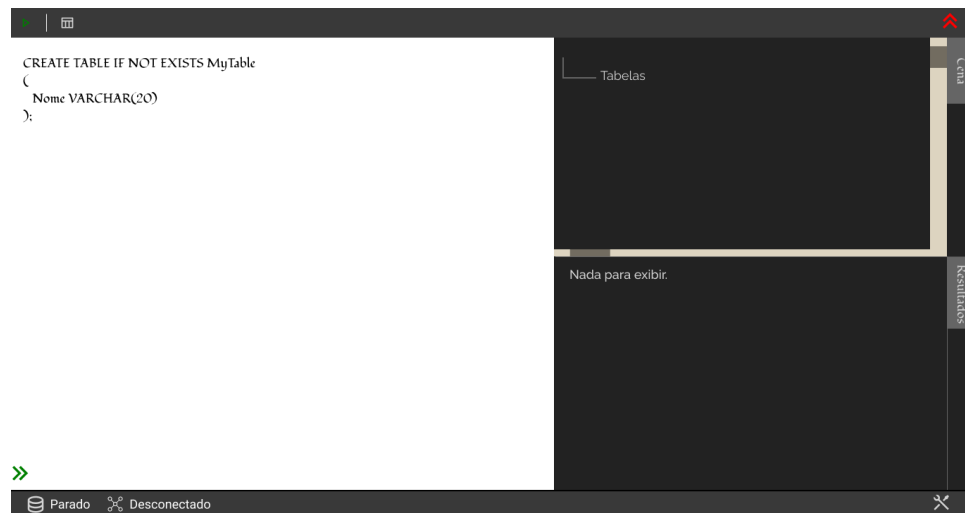 CREATE TABLE IF NOT EXISTS MyTable
(
Nome VARCHAR(20)
);
Tabelas
Cena
Nada para exibir.
Resultados
Parado
Desconectado